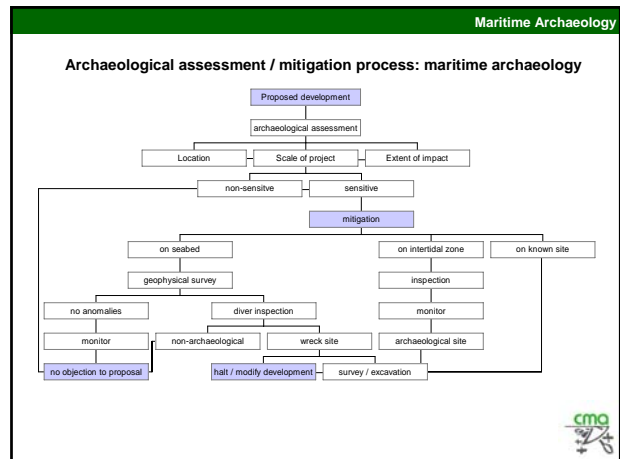 Maritime Archaeology
Archaeological assessment / mitigation process: maritime archaeology
Proposed development
archaeological assessment
Location
Scale of project
Extent of impact
non-sensitve
sensitive
mitigation
on seabed
on intertidal zone
on known site
geophysical survey
inspection
no anomalies
diver inspection
monitor
monitor
non-archaeological
wreck site
archaeological site
no objection to proposal
halt / modify development
survey / excavation
cma